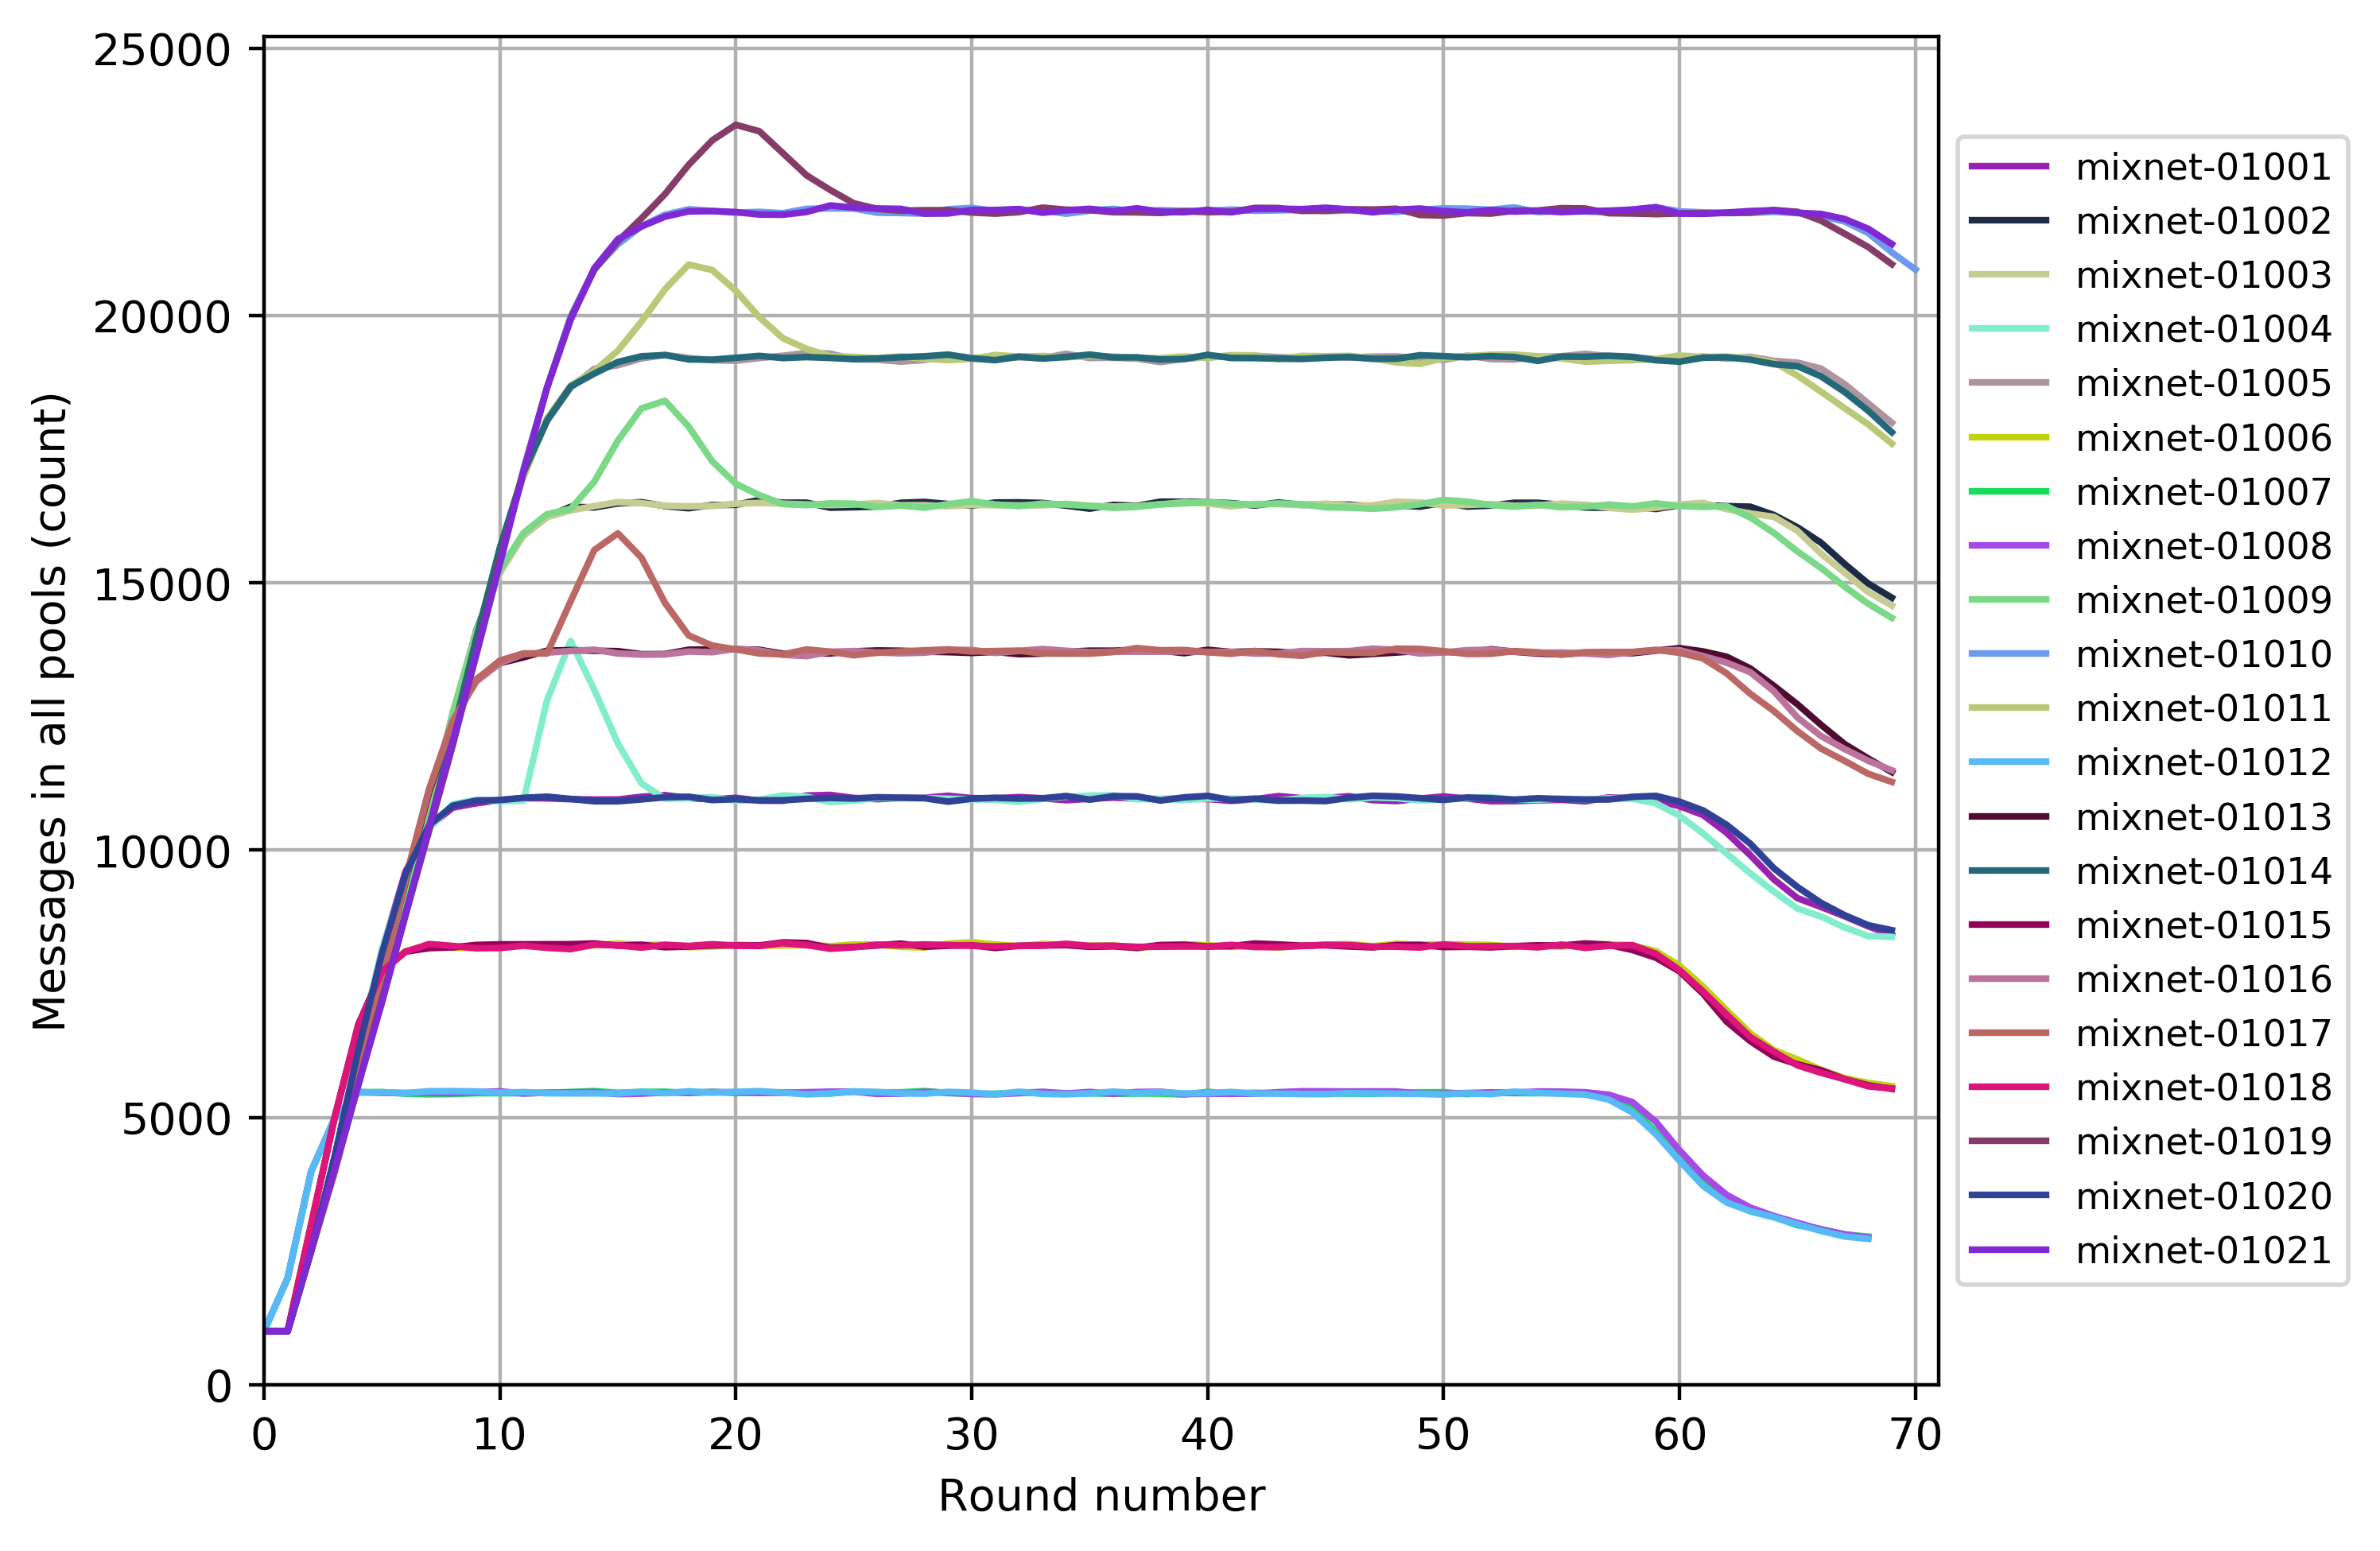 25000
20000
15000
10000
5000
0
Messages in all pools (count)
0 10 20 30 40 50 60 70
Round number
mixnet-01001
mixnet-01002
mixnet-01003
mixnet-01004
mixnet-01005
mixnet-01006
mixnet-01007
mixnet-01008
mixnet-01009
mixnet-01010
mixnet-01011
mixnet-01012
mixnet-01013
mixnet-01014
mixnet-01015
mixnet-01016
mixnet-01017
mixnet-01018
mixnet-01019
mixnet-01020
mixnet-01021